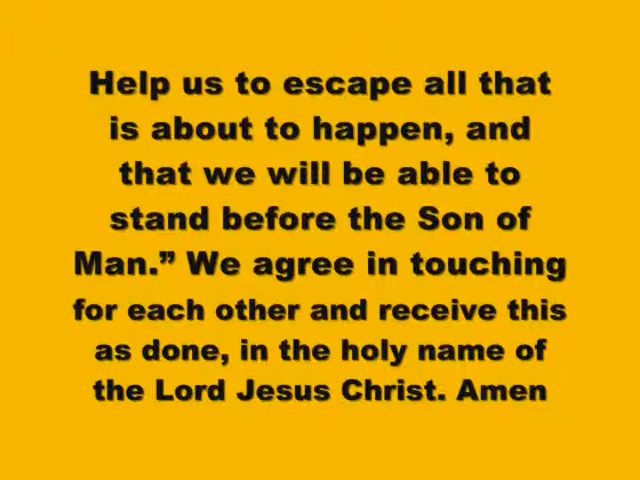 Help us to escape all that
is about to happen, and
that we will be able to
stand before the Son of
Man.” We agree in touching
for each other and receive this
as done, in the holy name of
the Lord Jesus Christ. Amen